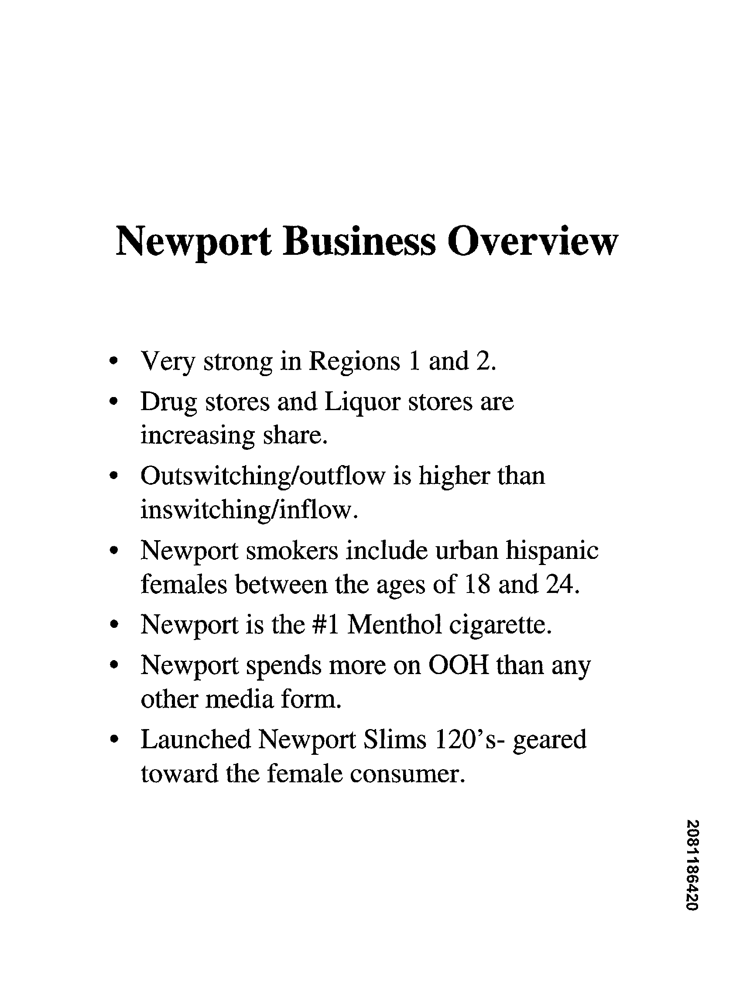 Newport Business Overview
• Very strong in Regions 1 and 2.
• Drug stores and Liquor stores are
increasing share.
• Outswitching/outflow is higher than
inswitching/inflow.
• Newport smokers include urban hispanic
females between the ages of 18 and 24.
• Newport is the #1 Menthol cigarette.
• Newport spends more on OOH than any
other media form.
• Launched Newport Slims 120's- geared
toward the female consumer.
2081186420